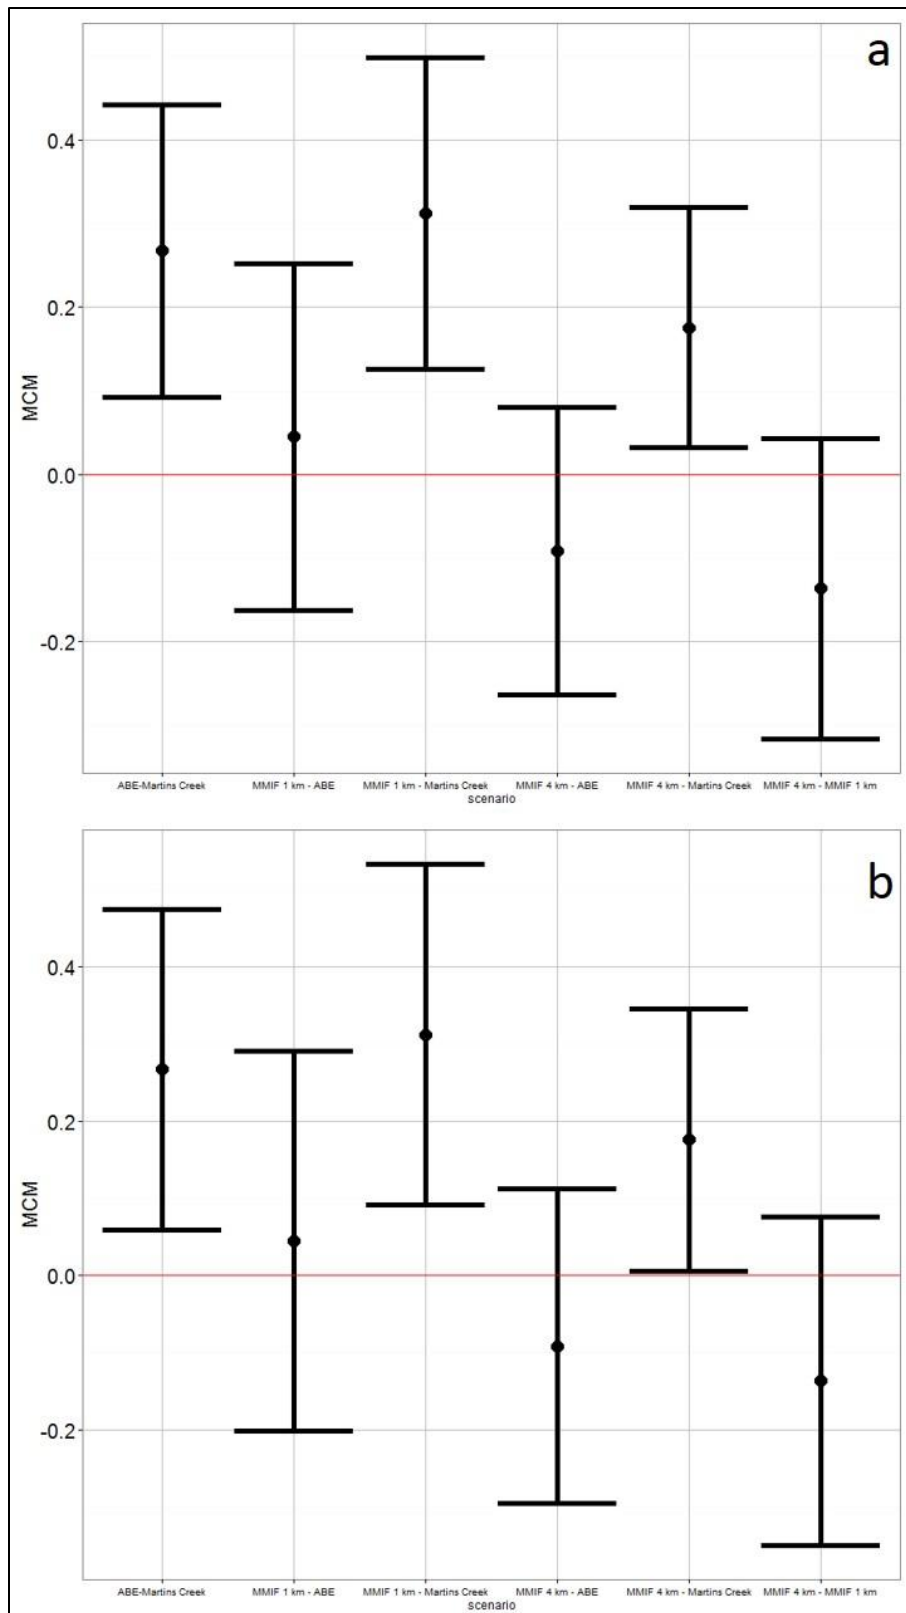 a
0.4
0.2
MCM
0.0
-0.2
ABE-Martins Creek MMIF 1 km - ABE MMIF 1 km - Martins Creek MMIF 4 km - ABE MMIF 4 km - Martins Creek MMIF 4 km - MMIF 1 km
scenario
b
0.4
0.2
MCM
0.0
-0.2
ABE-Martins Creek MMIF 1 km - ABE MMIF 1 km - Martins Creek MMIF 4 km - ABE MMIF 4 km - Martins Creek MMIF 4 km - MMIF 1 km
scenario